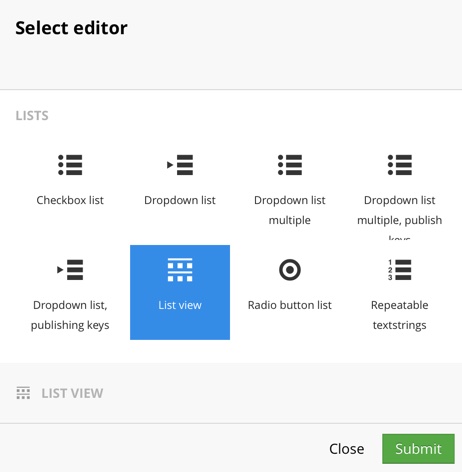 Select editor
LISTS
Checkbox list
Dropdown list
Dropdown list
multiple
Dropdown list
multiple, publish
keys
Dropdown list,
publishing keys
List view
Radio button list
1
2
3
Repeatable
textstrings
LIST VIEW
Close
Submit